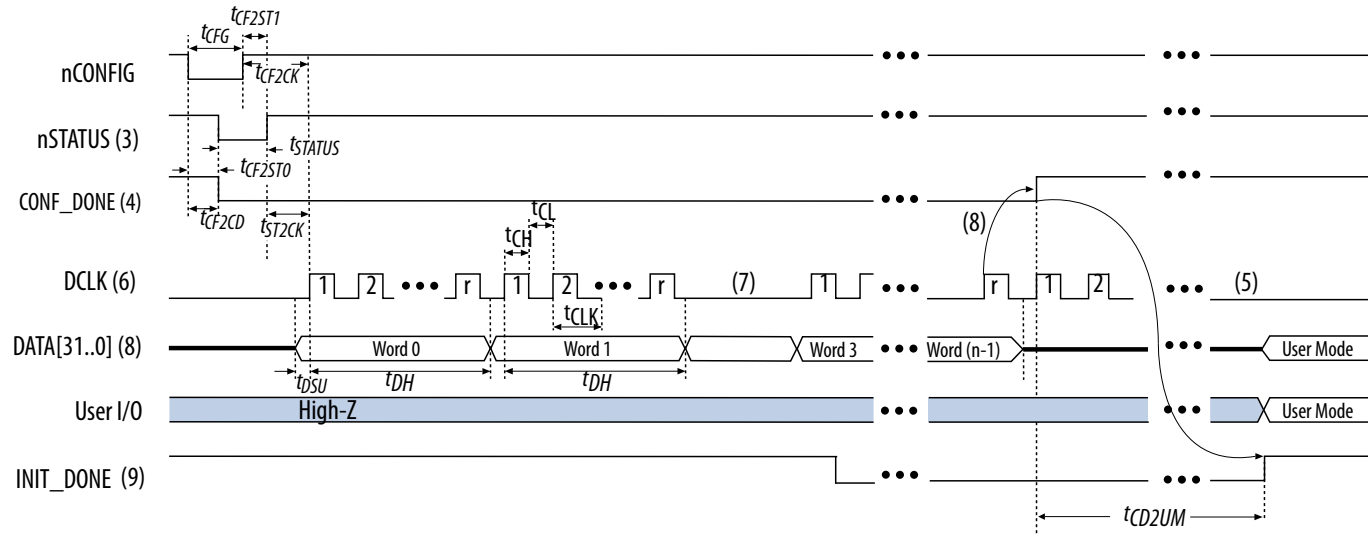 tCF2ST1
tCFG
nCONFIG
tCF2CK
nSTATUS (3)
tSTATUS
tCF2ST0
CONF_DONE (4)
tCF2CD
tST2CK
tCL
tCH
(8)
DCLK (6)
1 2 r 1 2 r (7) 1 r 1 2 (5)
tCLK
DATA[31..0] (8)
Word 0 Word 1 Word 3 Word (n-1) User Mode
tDSU tDH tDH
User I/O High-Z User Mode
INIT_DONE (9)
tCD2UM